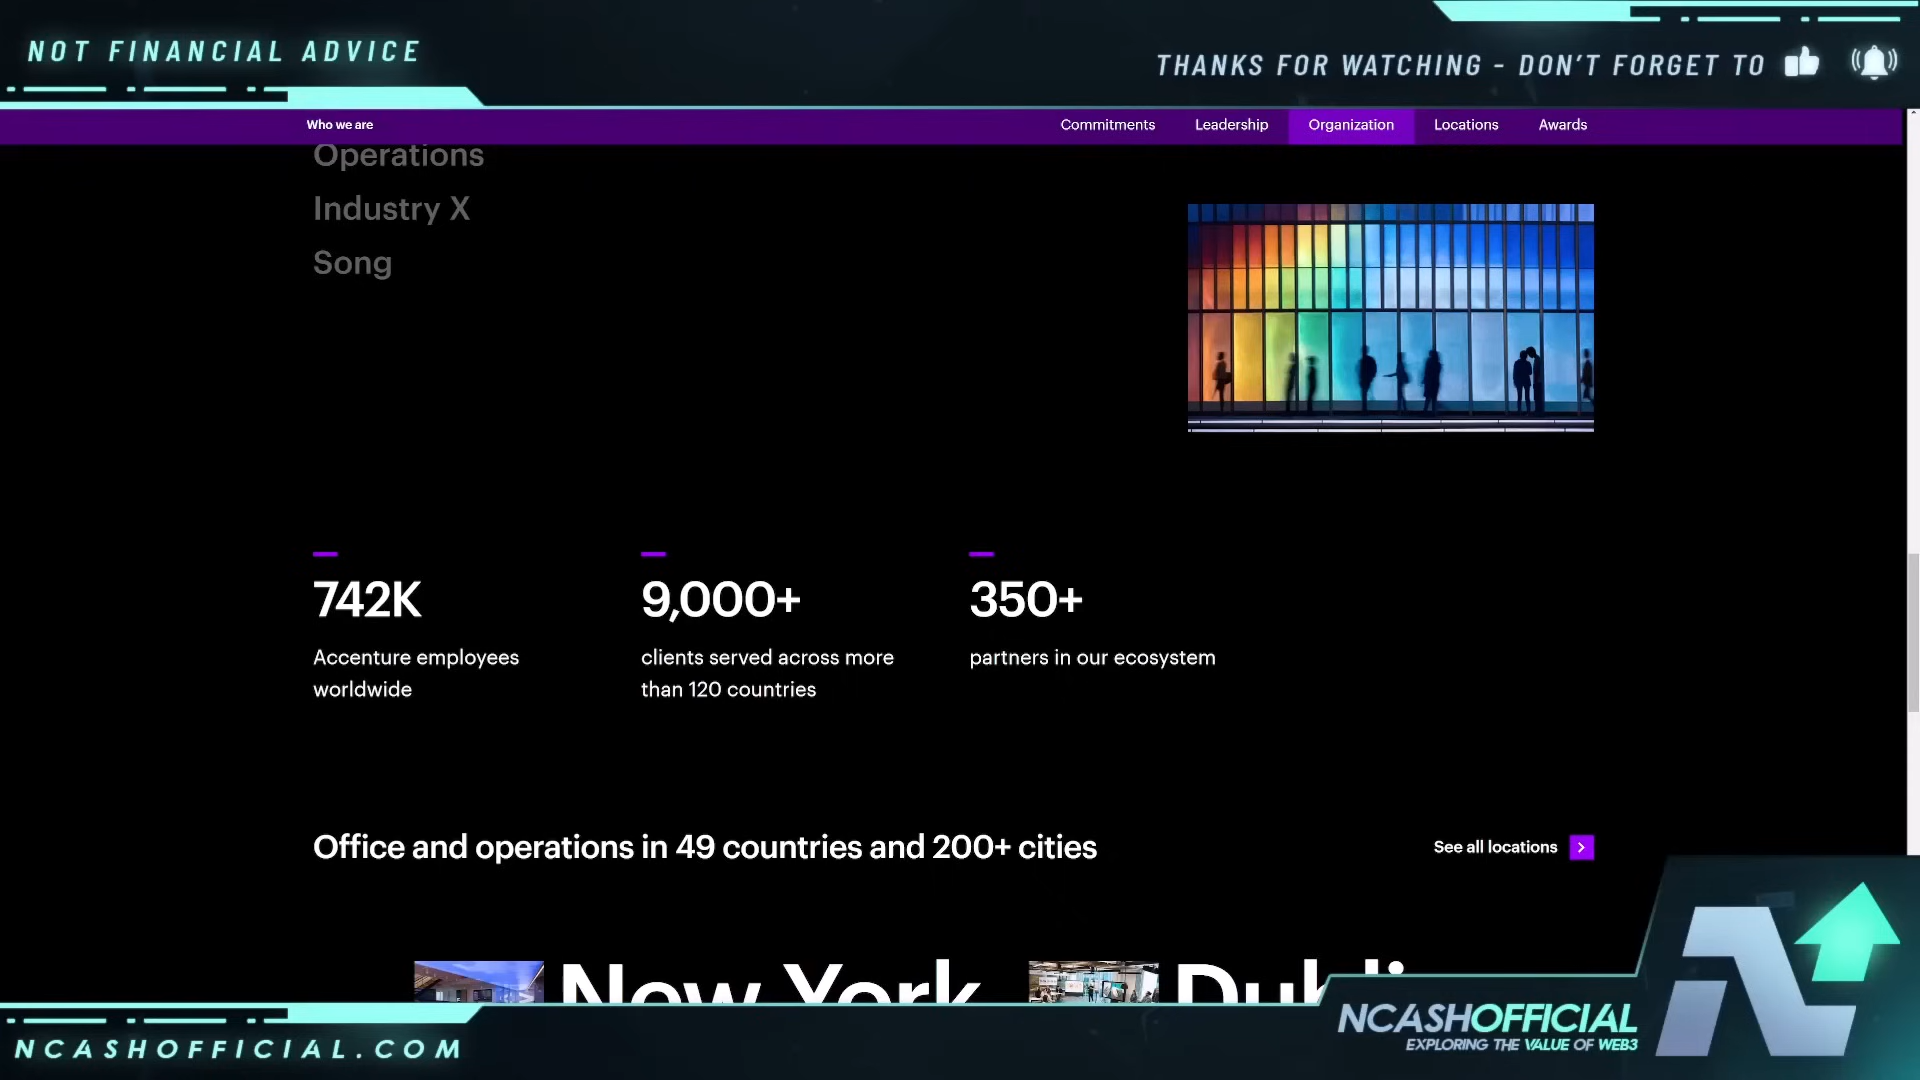 NOT FINANCIAL ADVICE
THANKS FOR WATCHING - DON'T FORGET TO
Who we are
Commitments
Leadership
Organization
Locations
Awards
Operations
Industry X
Song
742K
Accenture employees
worldwide
9,000+
clients served across more
than 120 countries
350+
partners in our ecosystem
Office and operations in 49 countries and 200+ cities
See all locations
New York
NCASHOFFICIAL
EXPLORING THE VALUE OF WEB3
NCASHOFFICIAL.COM